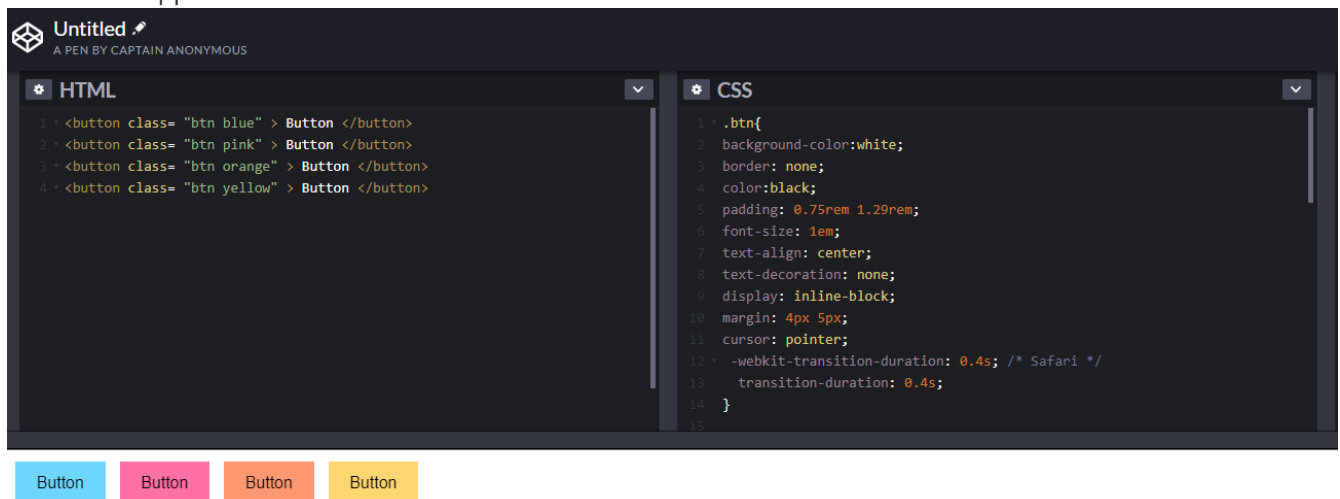 Untitled
A PEN BY CAPTAIN ANONYMOUS
HTML
1 <button class= "btn blue" > Button </button>
2 <button class= "btn pink" > Button </button>
3 <button class= "btn orange" > Button </button>
4 <button class= "btn yellow" > Button </button>
CSS
1 .btn{
2 background-color:white;
3 border: none;
4 color:black;
5 padding: 0.75rem 1.29rem;
6 font-size: 1em;
7 text-align: center;
8 text-decoration: none;
9 display: inline-block;
10 margin: 4px 5px;
11 cursor: pointer;
12 -webkit-transition-duration: 0.4s; /* Safari */
13 transition-duration: 0.4s;
14 }
15
Button Button Button Button